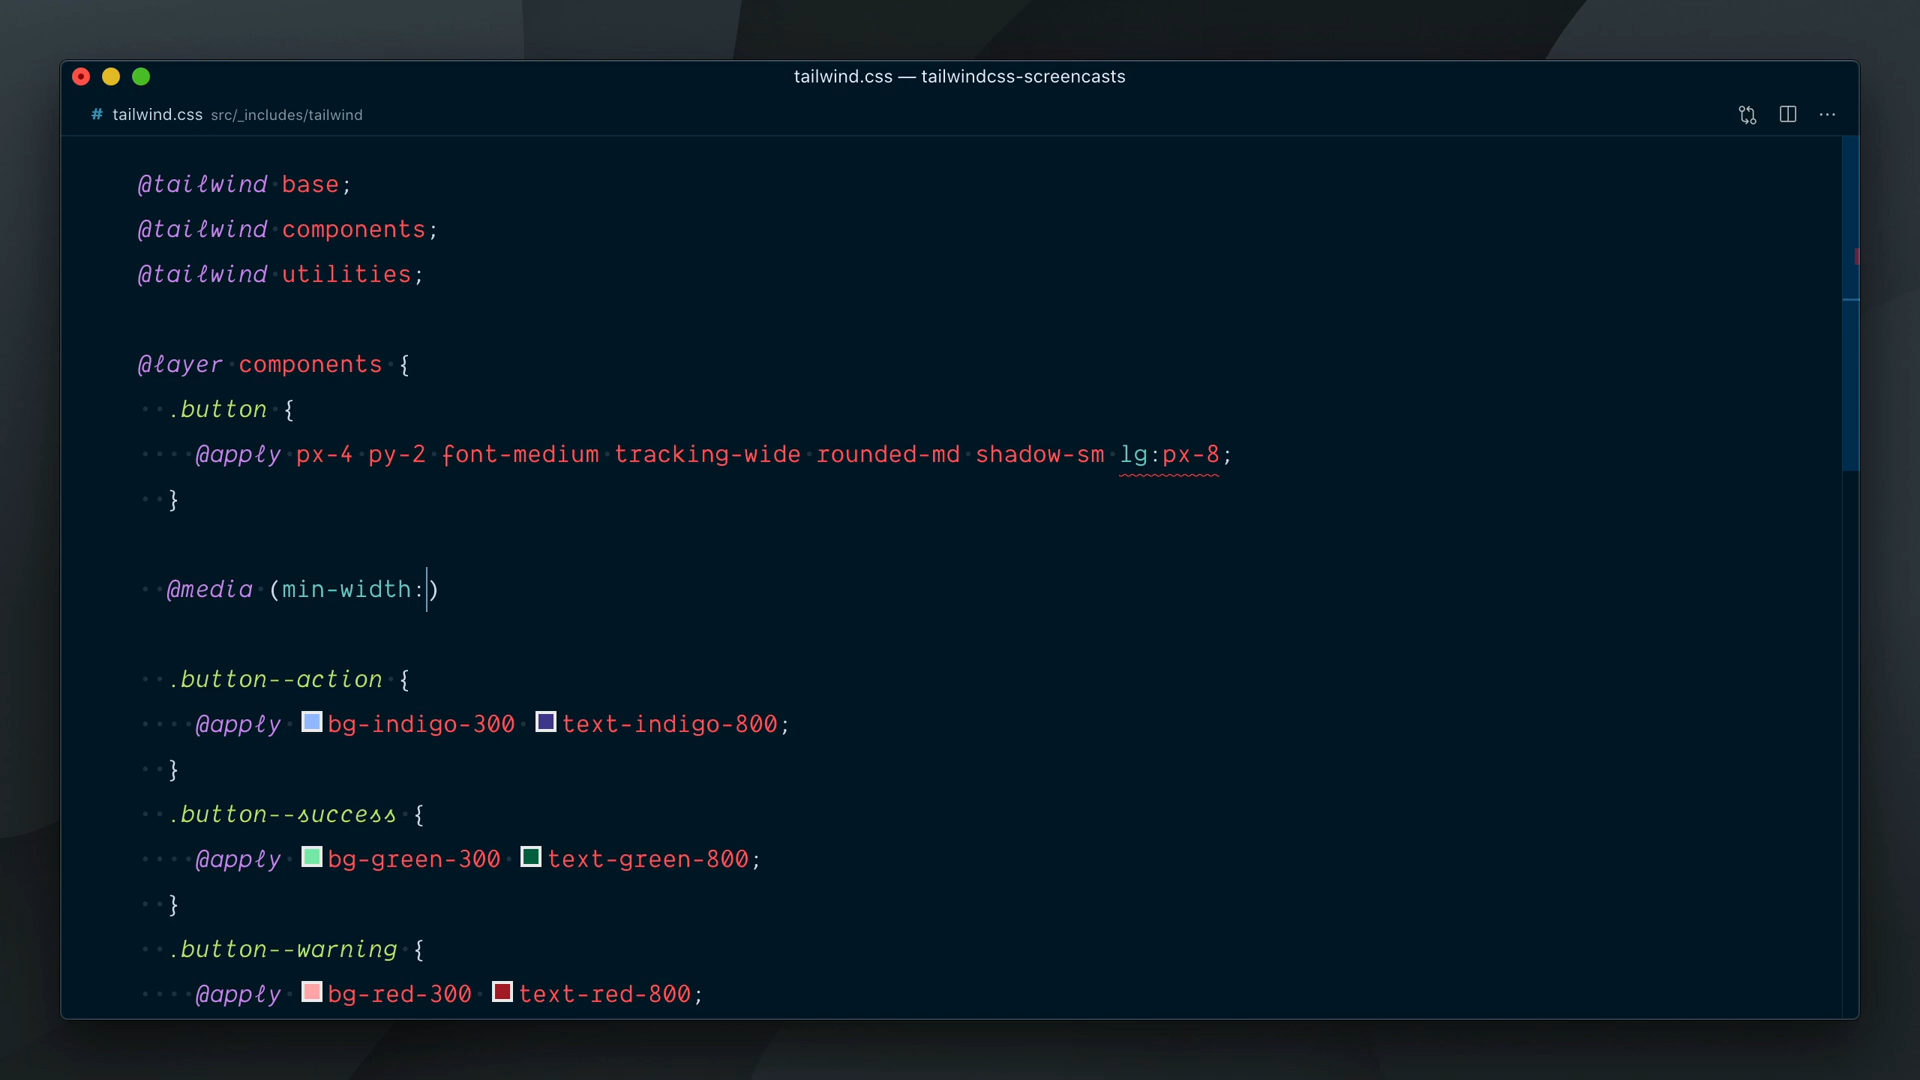 tailwind.css — tailwindcss-screencasts
# tailwind.css src/_includes/tailwind
@tailwind base;
@tailwind components;
@tailwind utilities;
@layer components {
.button {
@apply px-4 py-2 font-medium tracking-wide rounded-md shadow-sm lg:px-8;
}
@media (min-width:)
.button--action {
@apply bg-indigo-300 text-indigo-800;
}
.button--success {
@apply bg-green-300 text-green-800;
}
.button--warning {
@apply bg-red-300 text-red-800;